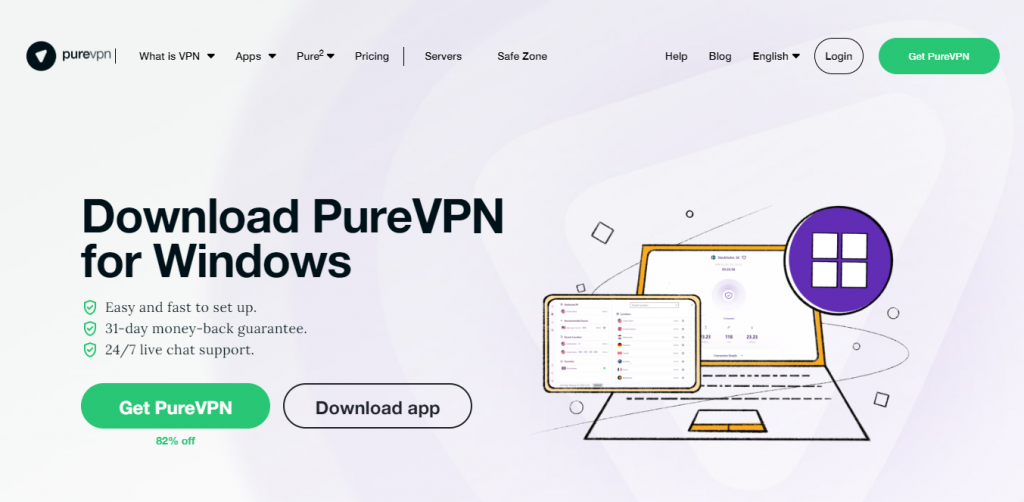 purevpn
What is VPN
Apps
Pure2
Pricing
Servers
Safe Zone
Help
Blog
English
Login
Get PureVPN
Download PureVPN
for Windows
Easy and fast to set up.
31-day money-back guarantee.
24/7 live chat support.
Get PureVPN
Download app
82% off